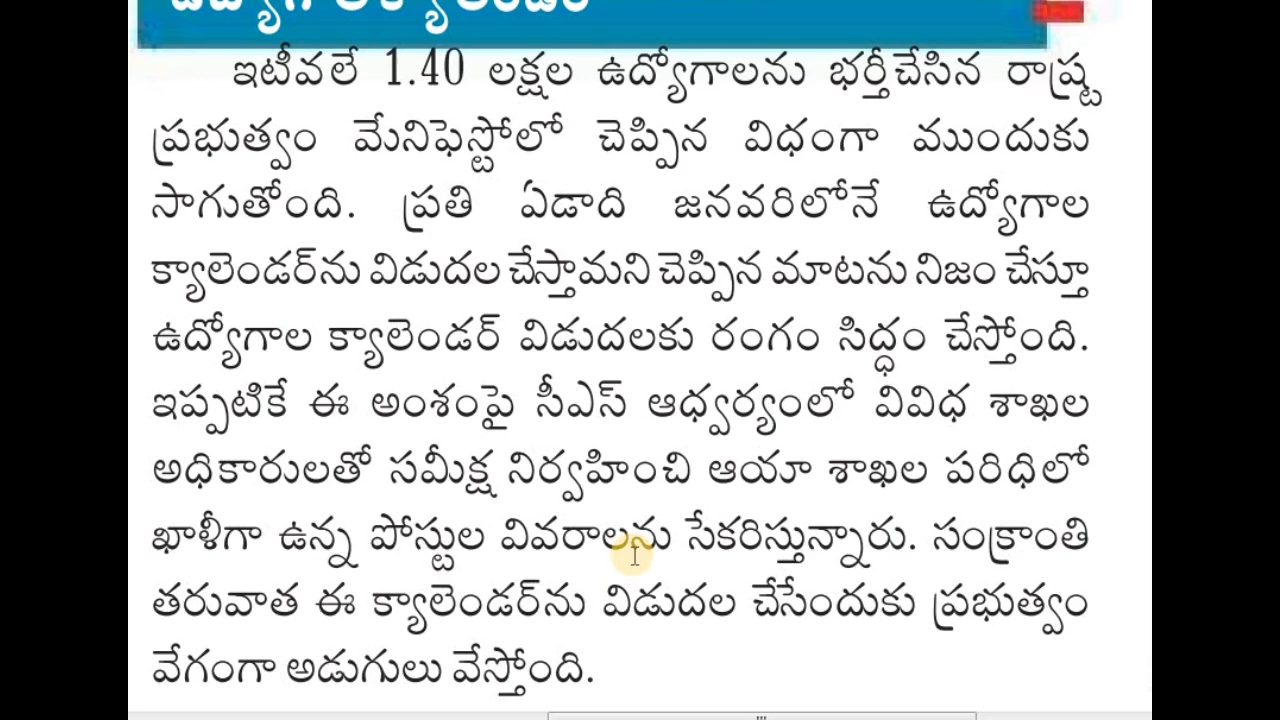 ఇటీవలే 1.40 లక్షల ఉద్యోగాలను భర్తీచేసిన రాష్ట్ర
ప్రభుత్వం మేనిఫెస్టోలో చెప్పిన విధంగా ముందుకు
సాగుతోంది. ప్రతి ఏడాది జనవరిలోనే ఉద్యోగాల
క్యాలెండర్‌ను విడుదల చేస్తామని చెప్పిన మాటను నిజం చేస్తూ
ఉద్యోగాల క్యాలెండర్ విడుదలకు రంగం సిద్ధం చేస్తోంది.
ఇప్పటికే ఈ అంశంపై సీఎస్ ఆధ్వర్యంలో వివిధ శాఖల
అధికారులతో సమీక్ష నిర్వహించి ఆయా శాఖల పరిధిలో
ఖాళీగా ఉన్న పోస్టుల వివరాలను సేకరిస్తున్నారు. సంక్రాంతి
తరువాత ఈ క్యాలెండర్‌ను విడుదల చేసేందుకు ప్రభుత్వం
వేగంగా అడుగులు వేస్తోంది.